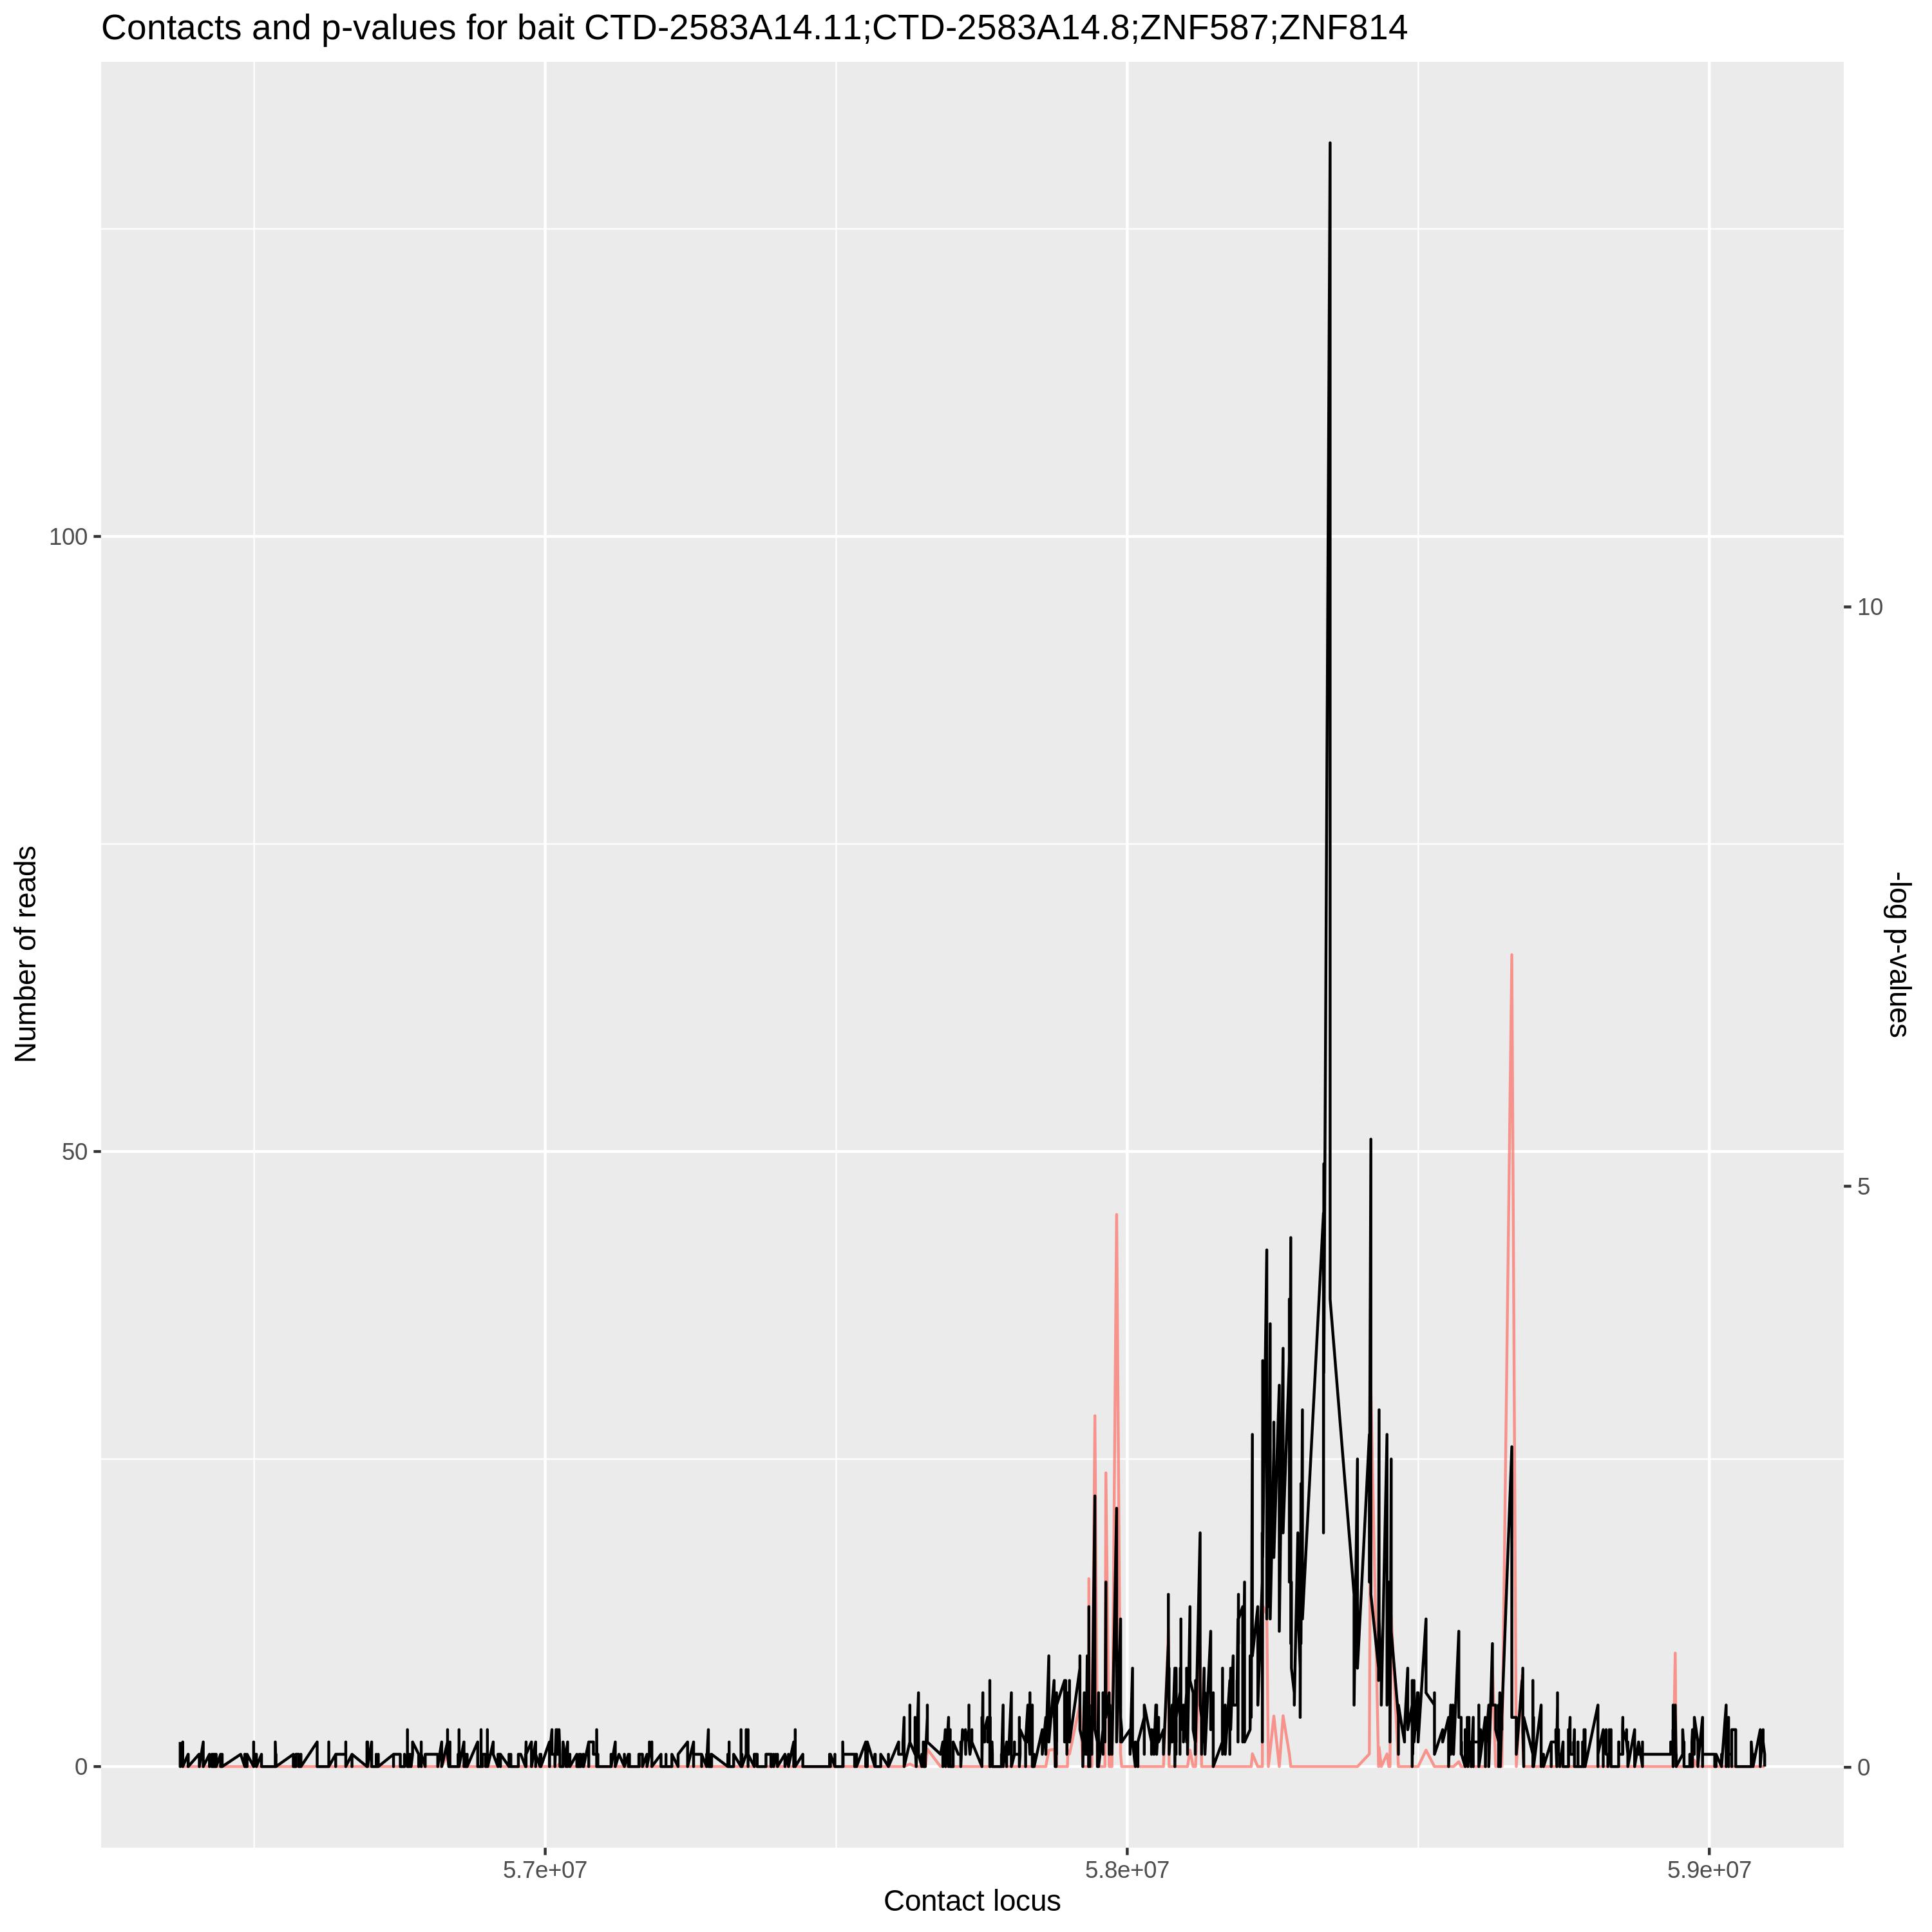 Contacts and p-values for bait CTD-2583A14.11;CTD-2583A14.8;ZNF587;ZNF814
100
50
0
Number of reads
10
5
0
-log p-values
5.7e+07 5.8e+07 5.9e+07
Contact locus